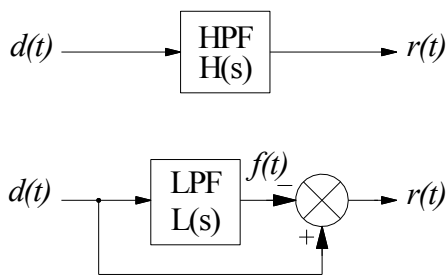 d(t) HPF r(t)
H(s)
f(t)
d(t) LPF − r(t)
L(s) +